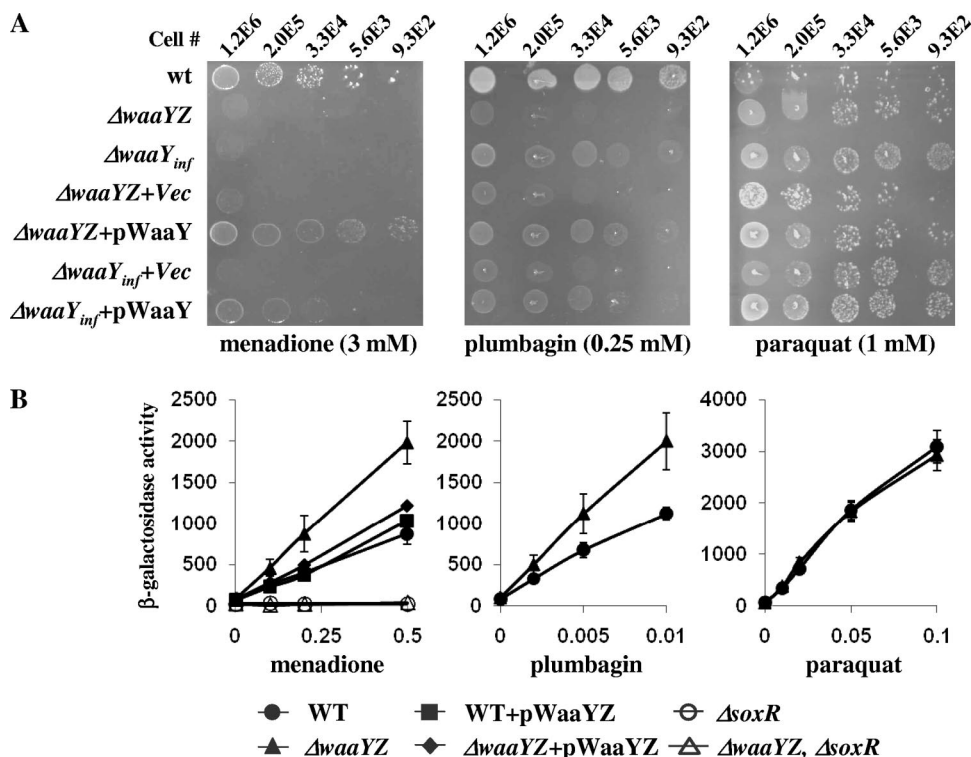 A
Cell #
1.2E6 2.0E5 3.3E4 5.6E3 9.3E2 1.2E6 2.0E5 3.3E4 5.6E3 9.3E2 1.2E6 2.0E5 3.3E4 5.6E3 9.3E2
wt
ΔwaaYZ
ΔwaaYinf
ΔwaaYZ+Vec
ΔwaaYZ+pWaaY
ΔwaaYinf+Vec
ΔwaaYinf+pWaaY
menadione (3 mM) plumbagin (0.25 mM) paraquat (1 mM)
B
β-galactosidase activity
2500 2500 4000
2000 2000 3000
1500 1500 2000
1000 1000 1000
500 500
0 0 0
0 0.25 0.5 0 0.005 0.01 0 0.05 0.1
menadione plumbagin paraquat
WT WT+pWaaYZ ΔsoxR
ΔwaaYZ ΔwaaYZ+pWaaYZ ΔwaaYZ, ΔsoxR